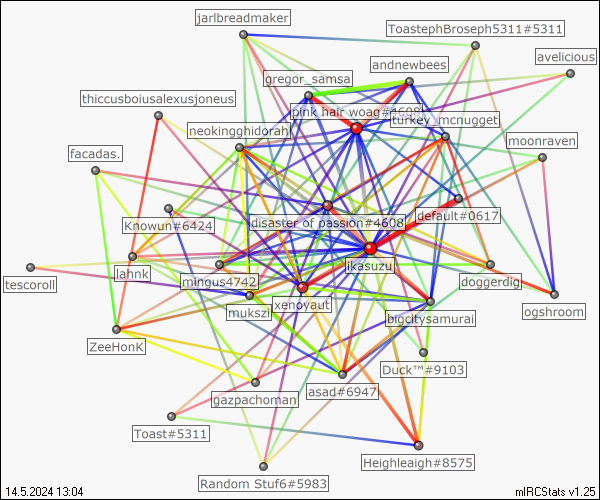 jarlbreadmaker
ToastephBroseph5311#5311
avelicious
andnewbees
gregor_samsa
thiccusboiusalexusjoneus
pink hair woag#4608
turkey_mcnugget
neokingghidorah
moonraven
facadas.
default#0617
Knowun#6424
disaster of passion#4608
ikasuzu
lahnk
tescoroll
mingus4742
doggerdig
xenoyaut
ogshroom
mukszi
bigcitysamurai
ZeeHonk
Duck™#9103
asad#6947
gazpachoman
Toast#5311
Heighleaigh#8575
Random Stuf6#5983
14.5.2024 13:04
mIRCStats v1.25